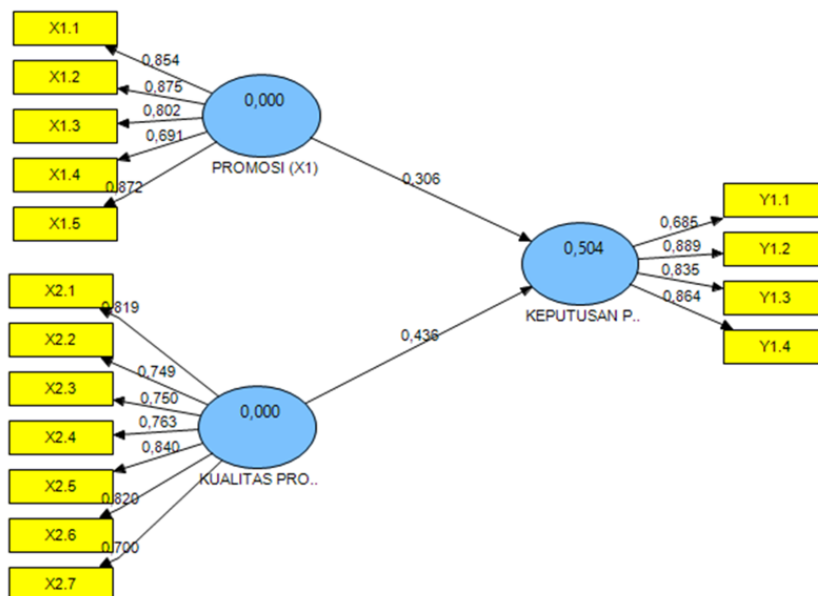 X1.1
0,854
X1.2
0,875
X1.3
0,802
X1.4
0,691
X1.5
0,872
0,000
PROMOSI (X1)
0,306
X2.1
0,819
X2.2
0,749
X2.3
0,750
X2.4
0,763
X2.5
0,840
X2.6
0,820
X2.7
0,700
0,000
KUALITAS PRO..
0,436
0,504
KEPUTUSAN P..
Y1.1
0,685
Y1.2
0,889
Y1.3
0,835
Y1.4
0,864